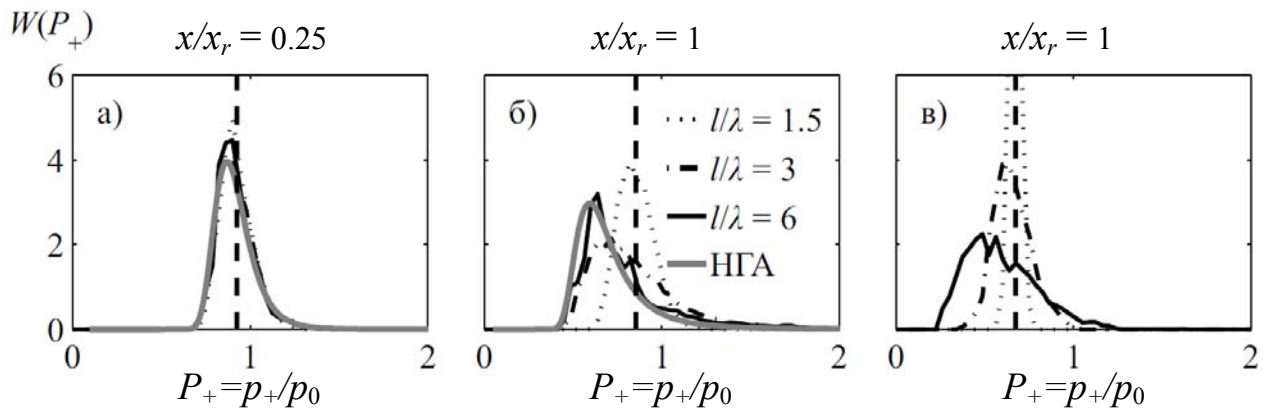 W(P₊)
x/xᵣ = 0.25
x/xᵣ = 1
x/xᵣ = 1
6
4
2
0
а)
б)
l/λ = 1.5
l/λ = 3
l/λ = 6
НГА
в)
0 1 2
0 1 2
0 1 2
P₊=p₊/p₀
P₊=p₊/p₀
P₊=p₊/p₀